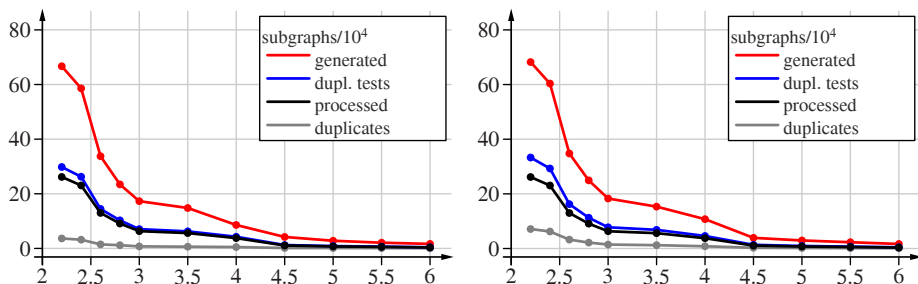 80
60
40
20
0
2 2.5 3 3.5 4 4.5 5 5.5 6
subgraphs/10⁴
generated
dupl. tests
processed
duplicates
80
60
40
20
0
2 2.5 3 3.5 4 4.5 5 5.5 6
subgraphs/10⁴
generated
dupl. tests
processed
duplicates